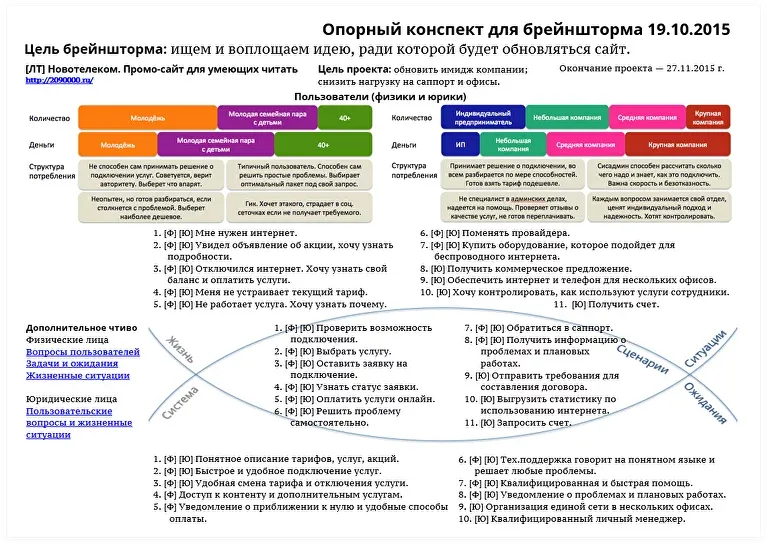 Опорный конспект для брейншторма 19.10.2015
Цель брейншторма: ищем и воплощаем идею, ради которой будет обновляться сайт.
[ЛТ] Новотелеком. Промо-сайт для умеющих читать
http://2090000.ru/
Цель проекта: обновить имидж компании;
снизить нагрузку на саппорт и офисы.
Окончание проекта — 27.11.2015 г.
Пользователи (физики и юрики)
Количество
Молодёжь
Молодая семейная пара
с детьми
40+
Деньги
Молодёжь
Молодая семейная пара
с детьми
40+
Структура
потребления
Не способен сам принимать решение о
подключении услуг. Советуется, верит
авторитету. Выберет что впарят.
Типичный пользователь. Способен сам
решить простые проблемы. Выбирает
оптимальный пакет под свой запрос.
Неопытен, но готов разбираться, если
столкнется с проблемой. Выберет
наиболее дешевое.
Гик. Хочет этакого, страдает в соц.
сеточках если не получает требуемого.
Количество
Индивидуальный
предприниматель
Небольшая компания
Средняя компания
Крупная
компания
Деньги
ИП
Небольшая
компания
Средняя компания
Крупная компания
Структура
потребления
Принимает решение о подключении, во
всем разбирается по мере способностей.
Готов взять тариф подешевле.
Сисадмин способен рассчитать сколько
чего надо и знает, как это подключить.
Важна скорость и безотказность.
Не специалист в админских делах,
надеется на помощь. Проверяет отзывы о
качестве услуг, не готов переплачивать.
Каждым вопросом занимается свой отдел,
ценят индивидуальный подход и
надежность. Хотят контролировать.
1. [Ф] [Ю] Мне нужен интернет.
2. [Ф] [Ю] Увидел объявление об акции, хочу узнать
подробности.
3. [Ф] [Ю] Отключился интернет. Хочу узнать свой
баланс и оплатить услуги.
4. [Ф] [Ю] Меня не устраивает текущий тариф.
5. [Ф] [Ю] Не работает услуга. Хочу узнать почему.
6. [Ф] [Ю] Поменять провайдера.
7. [Ф] [Ю] Купить оборудование, которое подойдет для
беспроводного интернета.
8. [Ю] Получить коммерческое предложение.
9. [Ю] Обеспечить интернет и телефон для нескольких офисов.
10. [Ю] Хочу контролировать, как используют услуги сотрудники.
11. [Ю] Получить счет.
Дополнительное чтиво
Физические лица
Вопросы пользователей
Задачи и ожидания
Жизненные ситуации
Юридические лица
Пользовательские
вопросы и жизненные
ситуации
Жизнь
Система
1. [Ф] [Ю] Проверить возможность
подключения.
2. [Ф] [Ю] Выбрать услугу.
3. [Ф] [Ю] Оставить заявку на
подключение.
4. [Ф] [Ю] Узнать статус заявки.
5. [Ф] [Ю] Оплатить услуги онлайн.
6. [Ф] [Ю] Решить проблему
самостоятельно.
7. [Ф] [Ю] Обратиться в саппорт.
8. [Ф] [Ю] Получить информацию о
проблемах и плановых
работах.
9. [Ю] Отправить требования для
составления договора.
10. [Ю] Выгрузить статистику по
использованию интернета.
11. [Ю] Запросить счет.
Сценарии
Ситуации
Ожидания
1. [Ф] [Ю] Понятное описание тарифов, услуг, акций.
2. [Ф] [Ю] Быстрое и удобное подключение услуг.
3. [Ф] [Ю] Удобная смена тарифа и отключения услуги.
4. [Ф] [Ю] Доступ к контенту и дополнительным услугам.
5. [Ф] Уведомление о приближении к нулю и удобные способы
оплаты.
6. [Ф] [Ю] Тех.поддержка говорит на понятном языке и
решает любые проблемы.
7. [Ф] [Ю] Квалифицированная и быстрая помощь.
8. [Ф] [Ю] Уведомление о проблемах и плановых работах.
9. [Ю] Организация единой сети в нескольких офисах.
10. [Ю] Квалифицированный личный менеджер.